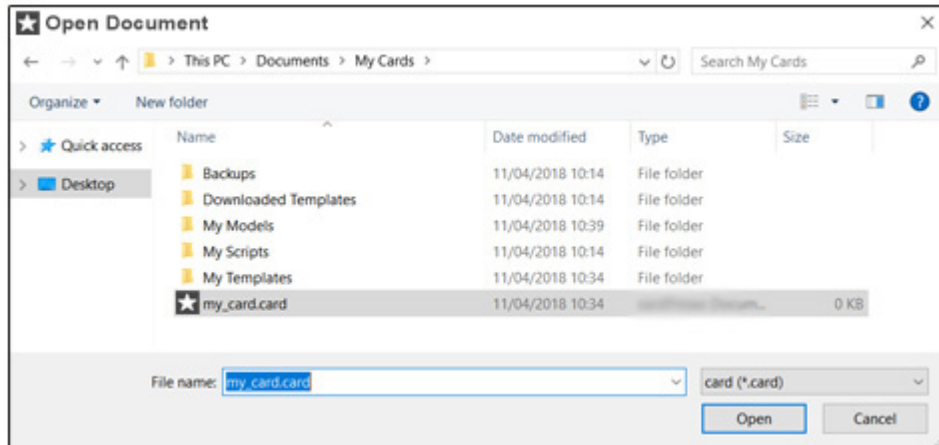 Open Document
This PC > Documents > My Cards >
Search My Cards
Organize
New folder
Quick access
Desktop
Name Date modified Type Size
Backups 11/04/2018 10:14 File folder
Downloaded Templates 11/04/2018 10:14 File folder
My Models 11/04/2018 10:39 File folder
My Scripts 11/04/2018 10:14 File folder
My Templates 11/04/2018 10:34 File folder
my_card.card 11/04/2018 10:34 0 KB
File name: my_card.card card (*.card)
Open Cancel